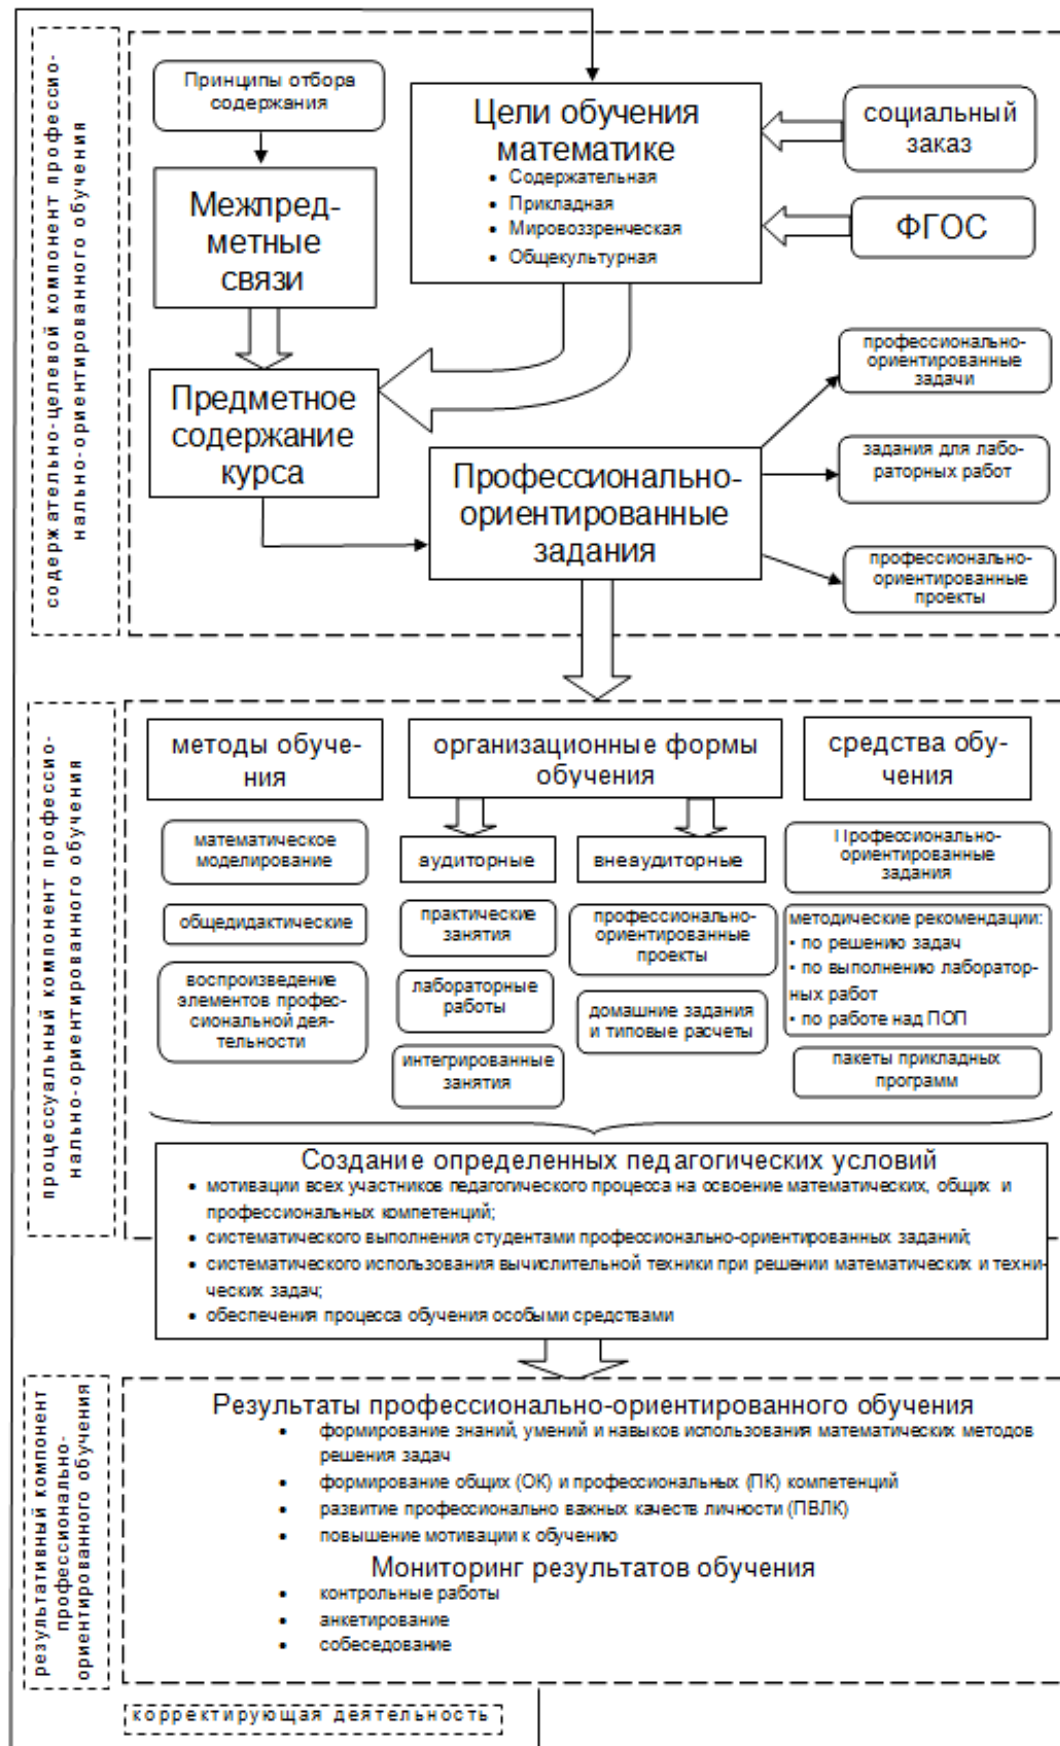 содержательно-целевой компонент профессио-
нально-ориентированного обучения
Принципы отбора
содержания
Цели обучения
математике
• Содержательная
• Прикладная
• Мировоззренческая
• Общекультурная
социальный
заказ
ФГОС
Межпред-
метные
связи
Предметное
содержание
курса
Профессионально-
ориентированные
задания
профессионально-
ориентированные
задачи
задания для лабо-
раторных работ
профессионально-
ориентированные
проекты
процессуальный компонент професси-
онально-ориентированного обучения
методы обуче-
ния
организационные формы
обучения
средства обу-
чения
математическое
моделирование
общедидактические
воспроизведение
элементов профес-
сиональной дея-
тельности
аудиторные
практические
занятия
лабораторные
работы
интегрированные
занятия
внеаудиторные
профессионально-
ориентированные
проекты
домашние задания
и типовые расчеты
Профессионально-
ориентированные
задания
методические рекомендации:
• по решению задач
• по выполнению лаборатор-
ных работ
• по работе над ПОП
пакеты прикладных
программ
Создание определенных педагогических условий
• мотивации всех участников педагогического процесса на освоение математических, общих и
профессиональных компетенций;
• систематического выполнения студентами профессионально-ориентированных заданий;
• систематического использования вычислительной техники при решении математических и техни-
ческих задач;
• обеспечения процесса обучения особыми средствами
результативный компонент
профессионально-
ориентированного обучения
Результаты профессионально-ориентированного обучения
• формирование знаний, умений и навыков использования математических методов
решения задач
• формирование общих (ОК) и профессиональных (ПК) компетенций
• развитие профессионально важных качеств личности (ПВЛК)
• повышение мотивации к обучению
Мониторинг результатов обучения
• контрольные работы
• анкетирование
• собеседование
корректирующая деятельность